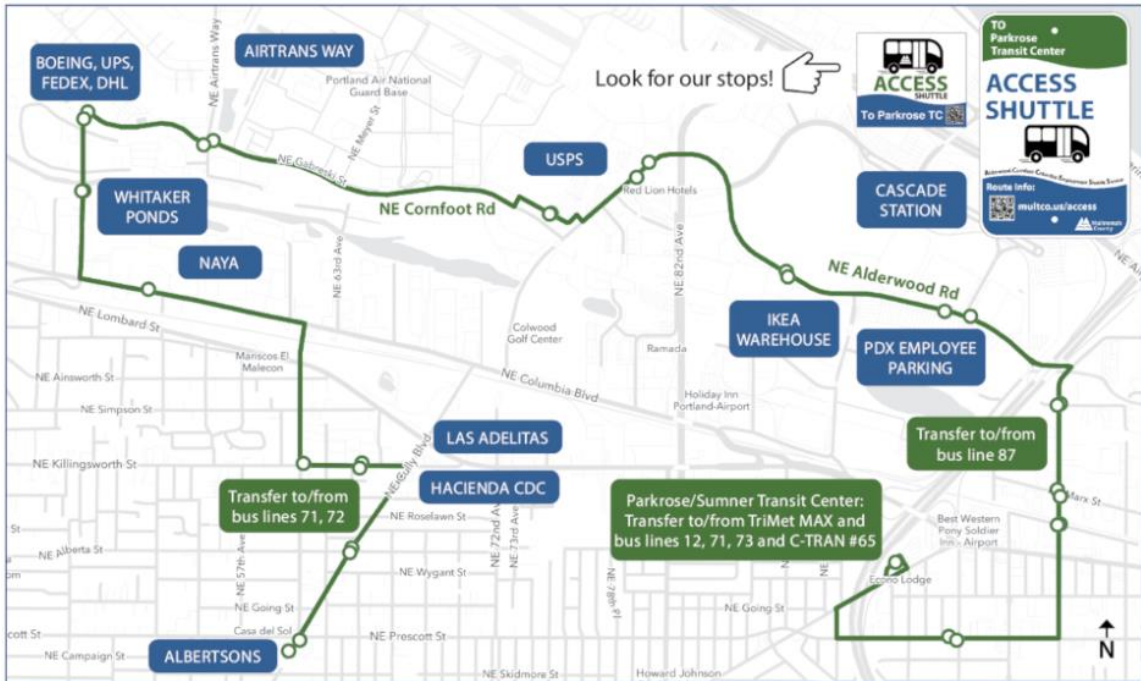 BOEING, UPS,
FEDEX, DHL
AIRTRANS WAY
NE Airtrans Way
Portland Air National
Guard Base
NE Meyer St
Look for our stops!
ACCESS
SHUTTLE
To Parkrose TC
TO
Parkrose
Transit Center
ACCESS
SHUTTLE
Route Info:
multco.us/access
Multnomah
County
NE Gabreski St
USPS
Red Lion Hotels
WHITAKER
PONDS
NE Cornfoot Rd
CASCADE
STATION
NAYA
NE 63rd Ave
NE 82nd Ave
NE Alderwood Rd
NE Lombard St
Colwood
Golf Center
IKEA
WAREHOUSE
PDX EMPLOYEE
PARKING
Mariscos El
Malecon
Ramada
NE Ainsworth St
NE Columbia Blvd
NE Simpson St
Holiday Inn
Portland-Airport
LAS ADELITAS
Transfer to/from
bus line 87
NE Killingsworth St
NE Cully Blvd
HACIENDA CDC
Transfer to/from
bus lines 71, 72
Parkrose/Sumner Transit Center:
Transfer to/from TriMet MAX and
bus lines 12, 71, 73 and C-TRAN #65
Marx St
NE Roselawn St
NE 72nd Ave
NE 73rd Ave
Best Western
Pony Soldier
Inn - Airport
NE Alberta St
NE 57th Ave
NE Wygant St
NE 78th Pl
Econo Lodge
NE Going St
NE Going St
Casa del Sol
NE Prescott St
NE Campaign St
ALBERTSONS
NE Skidmore St
Howard Johnson
N